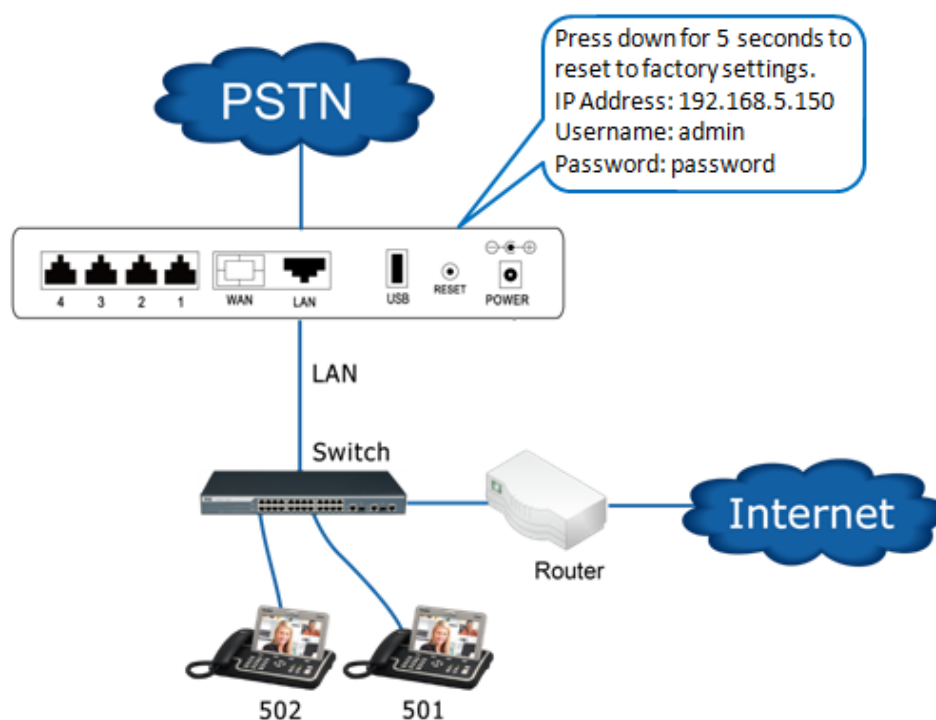 Press down for 5 seconds to
reset to factory settings.
IP Address: 192.168.5.150
Username: admin
Password: password
PSTN
4 3 2 1 WAN LAN USB RESET POWER
LAN
Switch
Router
Internet
502 501